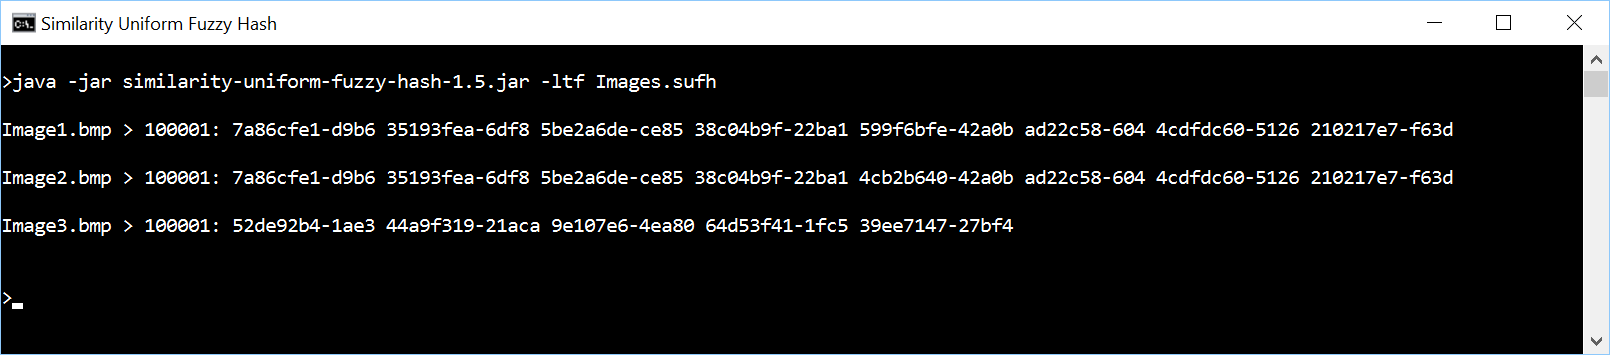 Similarity Uniform Fuzzy Hash
>java -jar similarity-uniform-fuzzy-hash-1.5.jar -ltf Images.sufh
Image1.bmp > 100001: 7a86cfe1-d9b6 35193fea-6df8 5be2a6de-ce85 38c04b9f-22ba1 599f6bfe-42a0b ad22c58-604 4cdfdc60-5126 210217e7-f63d
Image2.bmp > 100001: 7a86cfe1-d9b6 35193fea-6df8 5be2a6de-ce85 38c04b9f-22ba1 4cb2b640-42a0b ad22c58-604 4cdfdc60-5126 210217e7-f63d
Image3.bmp > 100001: 52de92b4-1ae3 44a9f319-21aca 9e107e6-4ea80 64d53f41-1fc5 39ee7147-27bf4
>_